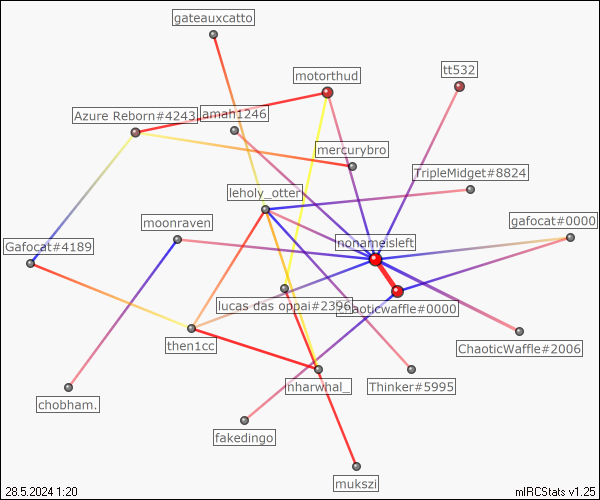 gateauxcatto
motorthud
tt532
Azure Reborn#4243
amah1246
mercurybro
TripleMidget#8824
leholy_otter
moonraven
gafocat#0000
Gafocat#4189
nonameisleft
lucas das oppai#2396
chaoticwaffle#0000
then1cc
ChaoticWaffle#2006
nharwhal_
Thinker#5995
chobham.
fakedingo
mukszi
28.5.2024 1:20
mIRCStats v1.25